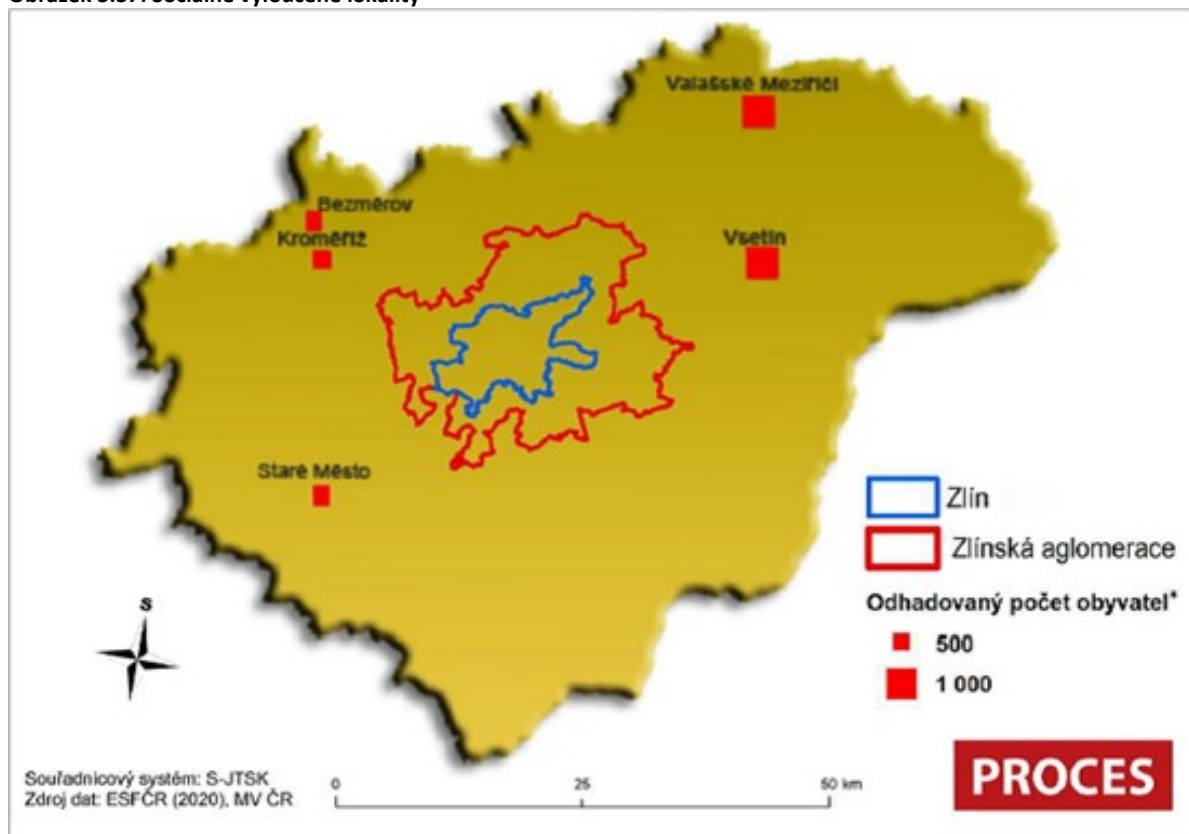 Valašské Meziříčí
Bezměrov
Kroměříž
Vsetín
Staré Město
Zlín
Zlínská aglomerace
Odhadovaný počet obyvatel*
500
1 000
S
Souřadnicový systém: S-JTSK
Zdroj dat: ESFČR (2020), MV ČR
0 25 50 km
PROCES